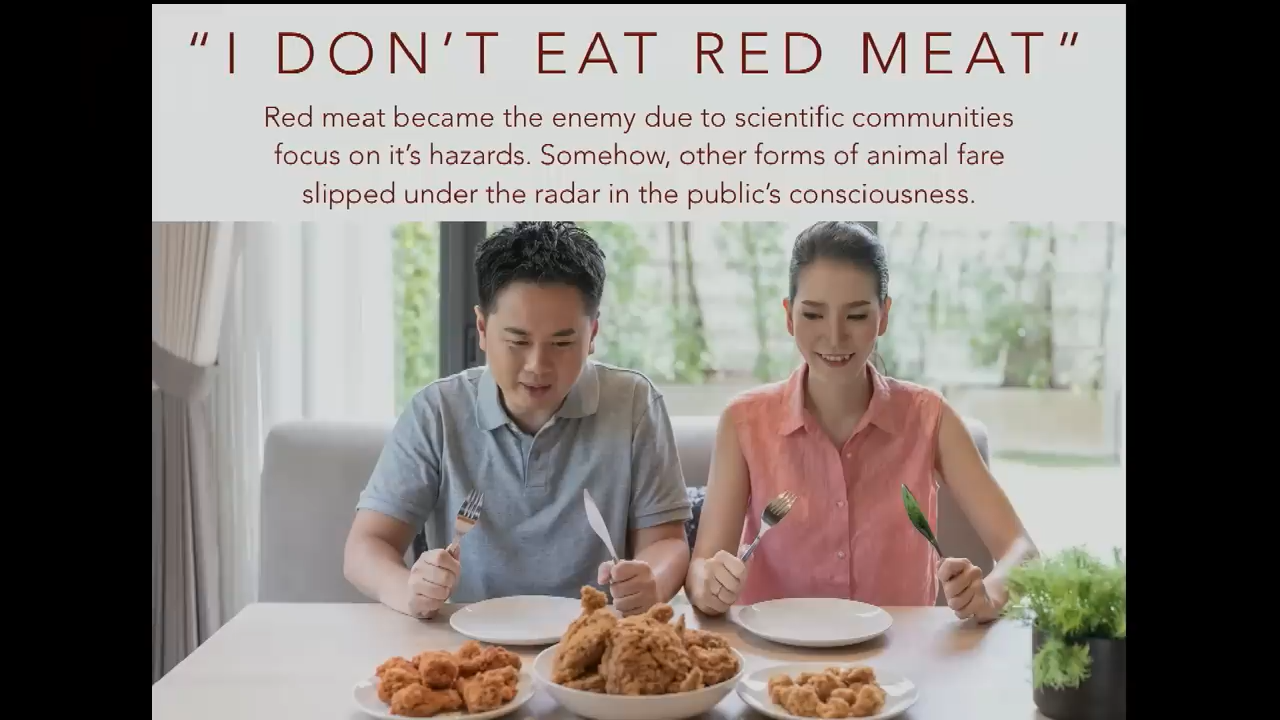 “I DON’T EAT RED MEAT”
Red meat became the enemy due to scientific communities
focus on it’s hazards. Somehow, other forms of animal fare
slipped under the radar in the public’s consciousness.